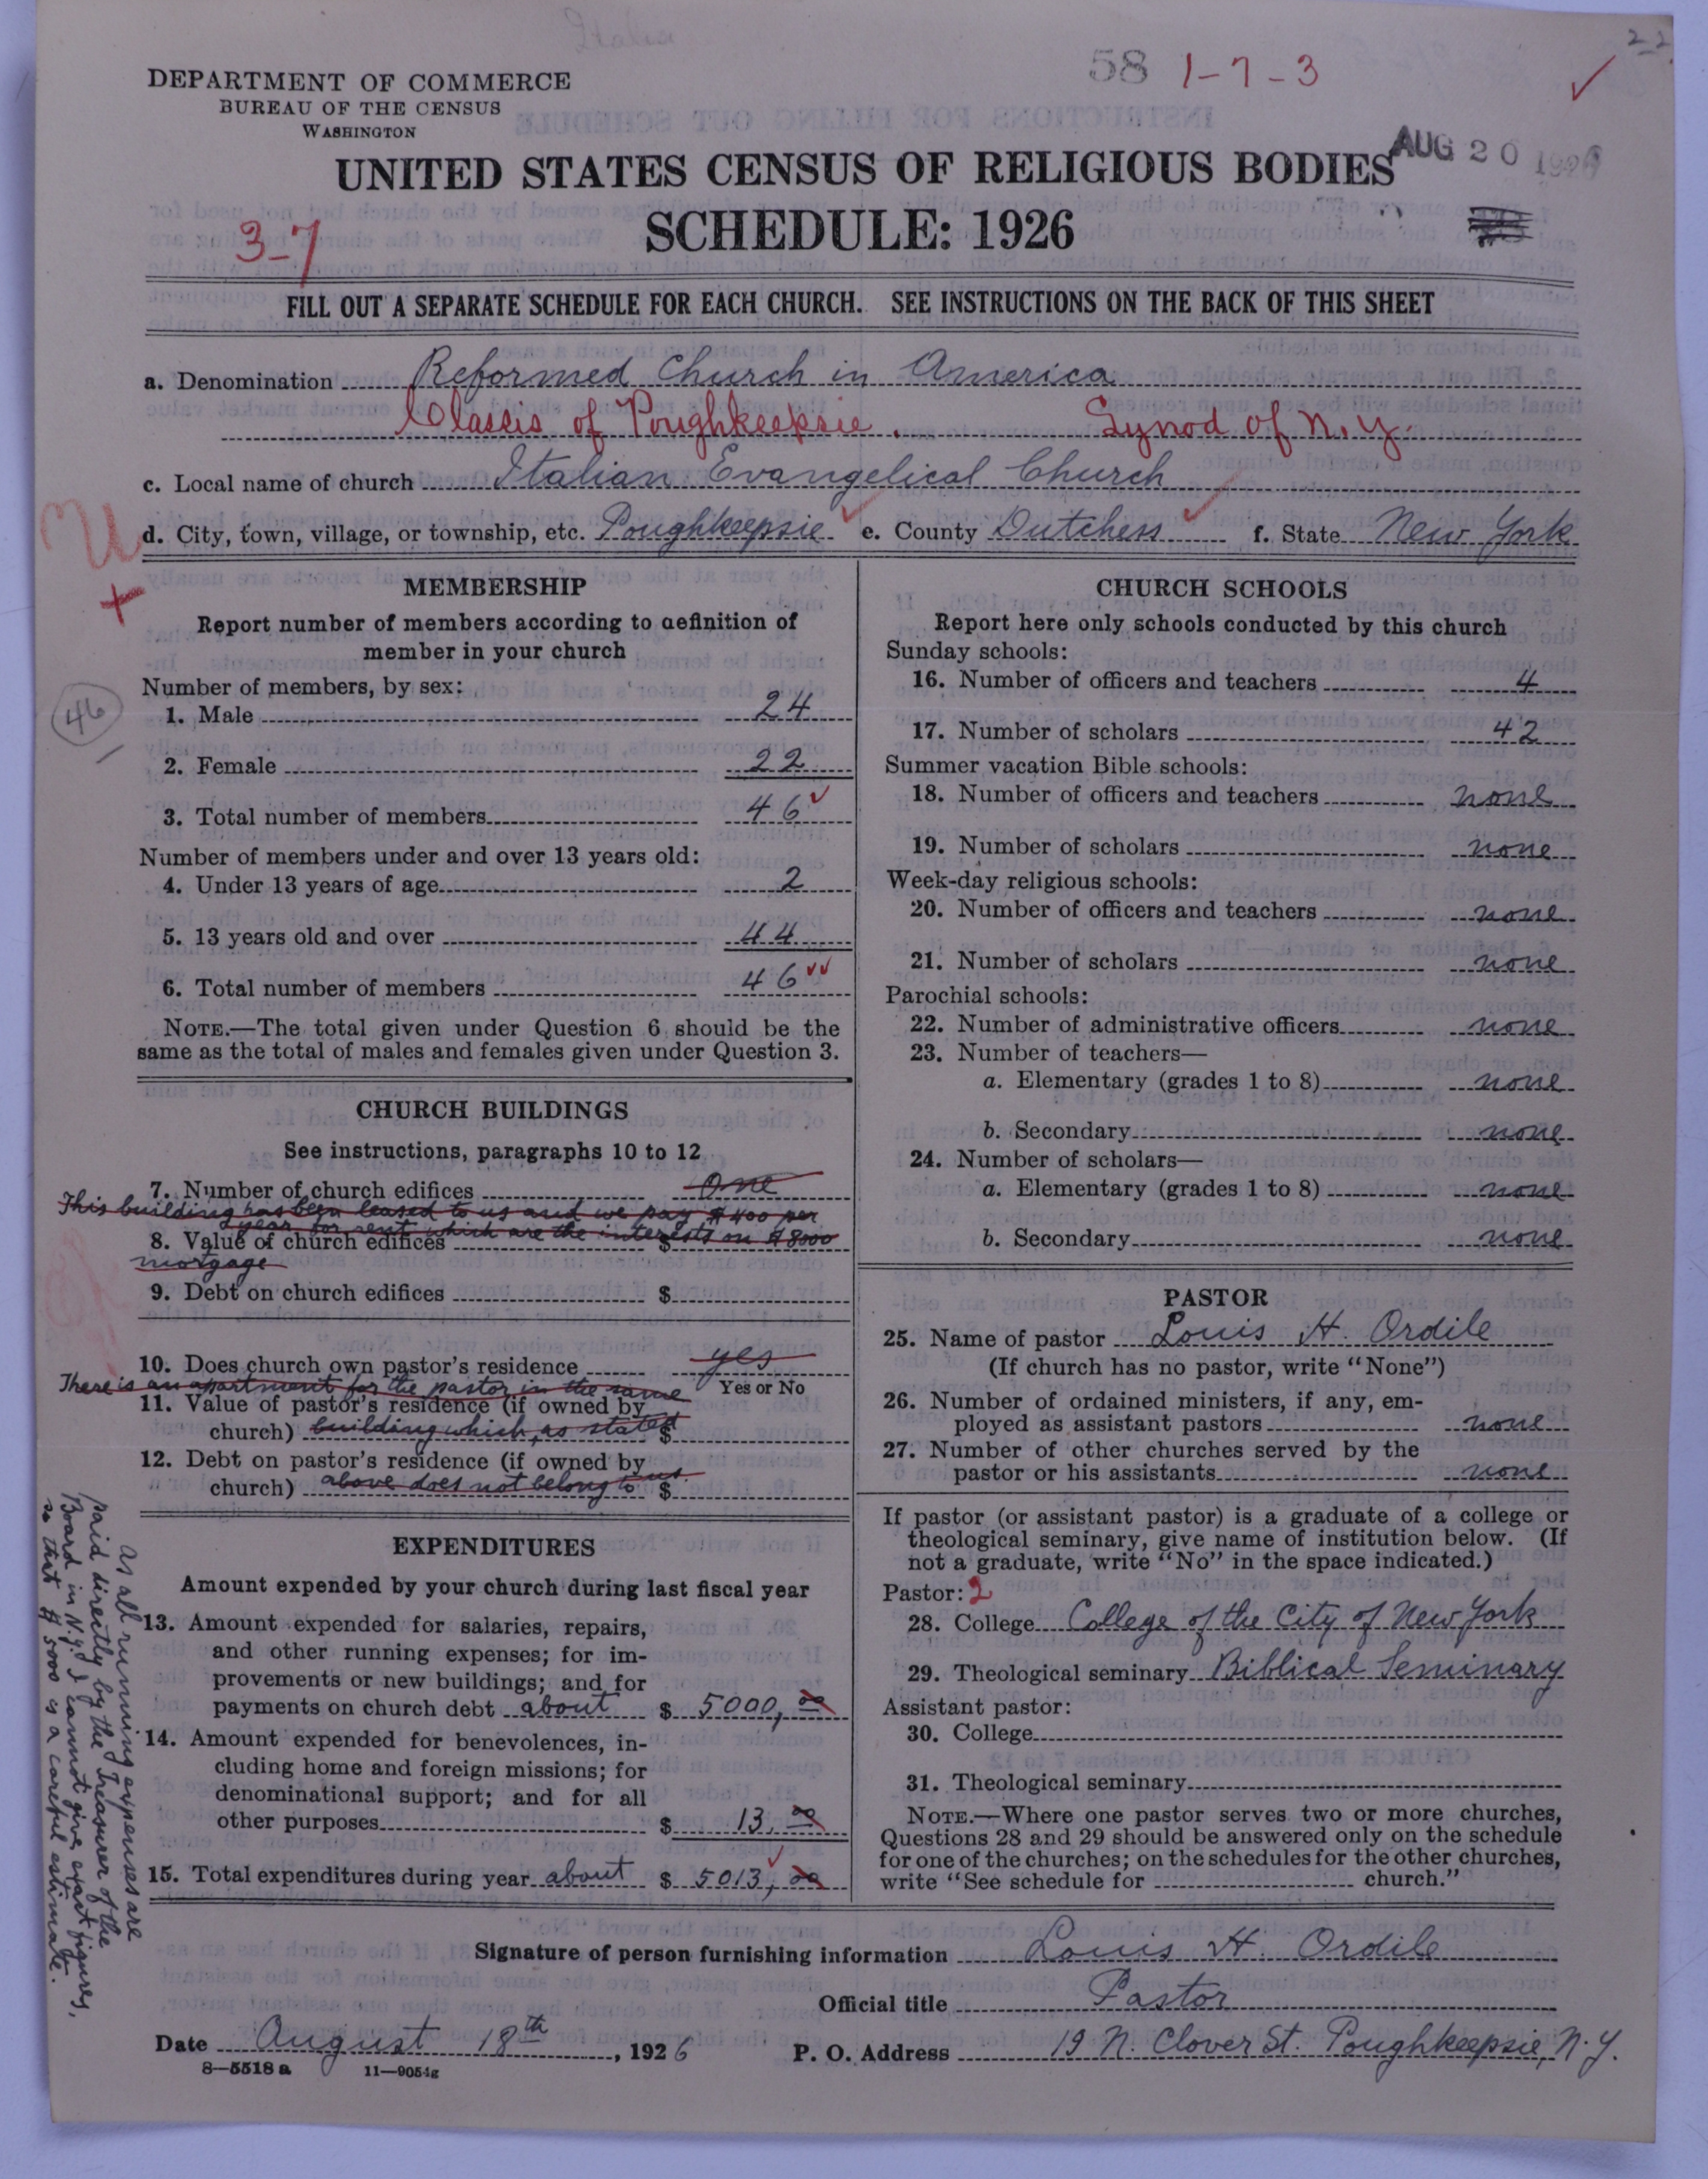 Italia
58 1-7-3
22
DEPARTMENT OF COMMERCE
BUREAU OF THE CENSUS
WASHINGTON
AUG 20 1926
UNITED STATES CENSUS OF RELIGIOUS BODIES
SCHEDULE: 1926
3-7
FILL OUT A SEPARATE SCHEDULE FOR EACH CHURCH. SEE INSTRUCTIONS ON THE BACK OF THIS SHEET
a. Denomination Reformed Church in America
Classis of Poughkeepsie. Synod of N.Y.
c. Local name of church Italian Evangelical Church
d. City, town, village, or township, etc. Poughkeepsie e. County Dutchess f. State New York
MEMBERSHIP
Report number of members according to definition of
member in your church
Number of members, by sex:
46
1. Male 24
2. Female 22
3. Total number of members 46
Number of members under and over 13 years old:
4. Under 13 years of age 2
5. 13 years old and over 44
6. Total number of members 46
NOTE.—The total given under Question 6 should be the
same as the total of males and females given under Question 3.
CHURCH BUILDINGS
See instructions, paragraphs 10 to 12
7. Number of church edifices One
This building has been leased to us and we pay $400 per
year for rent which are the interests on $8000
8. Value of church edifices $
mortgage
9. Debt on church edifices $
10. Does church own pastor's residence yes
Yes or No
There is an apartment for the pastor in the same
11. Value of pastor's residence (if owned by
church) building which, as stated $
12. Debt on pastor's residence (if owned by
church) above does not belong to us $
EXPENDITURES
Amount expended by your church during last fiscal year
13. Amount expended for salaries, repairs,
and other running expenses; for im-
provements or new buildings; and for
payments on church debt about $ 5000,00
14. Amount expended for benevolences, in-
cluding home and foreign missions; for
denominational support; and for all
other purposes $ 13,00
15. Total expenditures during year about $ 5013,00
As all running expenses are
paid directly by the Treasurer of the
Board in N.Y. I cannot give exact figures,
so that $5000 is a careful estimate.
CHURCH SCHOOLS
Report here only schools conducted by this church
Sunday schools:
16. Number of officers and teachers 4
17. Number of scholars 42
Summer vacation Bible schools:
18. Number of officers and teachers none
19. Number of scholars none
Week-day religious schools:
20. Number of officers and teachers none
21. Number of scholars none
Parochial schools:
22. Number of administrative officers none
23. Number of teachers—
a. Elementary (grades 1 to 8) none
b. Secondary none
24. Number of scholars—
a. Elementary (grades 1 to 8) none
b. Secondary none
PASTOR
25. Name of pastor Louis H. Ordile
(If church has no pastor, write "None")
26. Number of ordained ministers, if any, em-
ployed as assistant pastors none
27. Number of other churches served by the
pastor or his assistants none
If pastor (or assistant pastor) is a graduate of a college or
theological seminary, give name of institution below. (If
not a graduate, write "No" in the space indicated.)
Pastor: 2
28. College College of the City of New York
29. Theological seminary Biblical Seminary
Assistant pastor:
30. College
31. Theological seminary
NOTE.—Where one pastor serves two or more churches,
Questions 28 and 29 should be answered only on the schedule
for one of the churches; on the schedules for the other churches,
write "See schedule for church."
Signature of person furnishing information Louis H. Ordile
Official title Pastor
Date August 18th, 1926 P. O. Address 19 N. Clover St. Poughkeepsie, N.Y.
8—5518 a 11—9054g